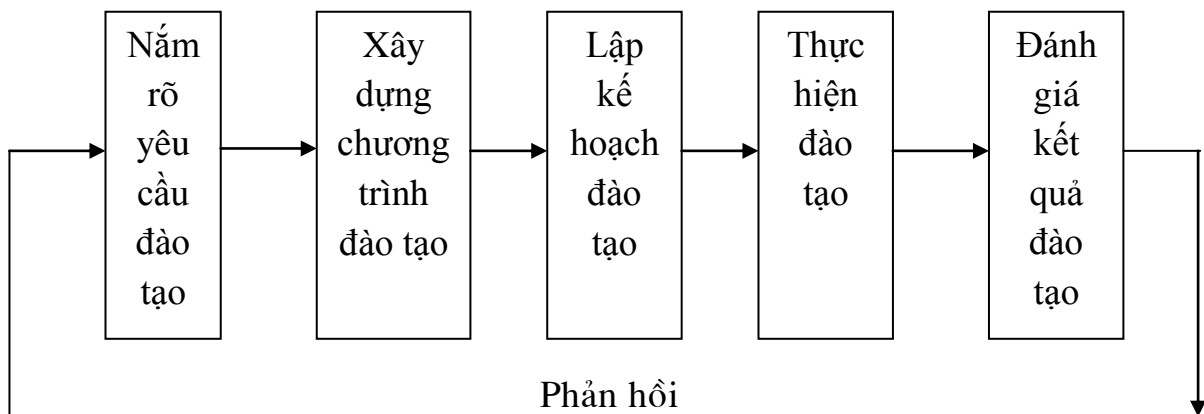 Nắm
rõ
yêu
cầu
đào
tạo
Xây
dựng
chương
trình
đào tạo
Lập
kế
hoạch
đào
tạo
Thực
hiện
đào
tạo
Đánh
giá
kết
quả
đào
tạo
Phản hồi